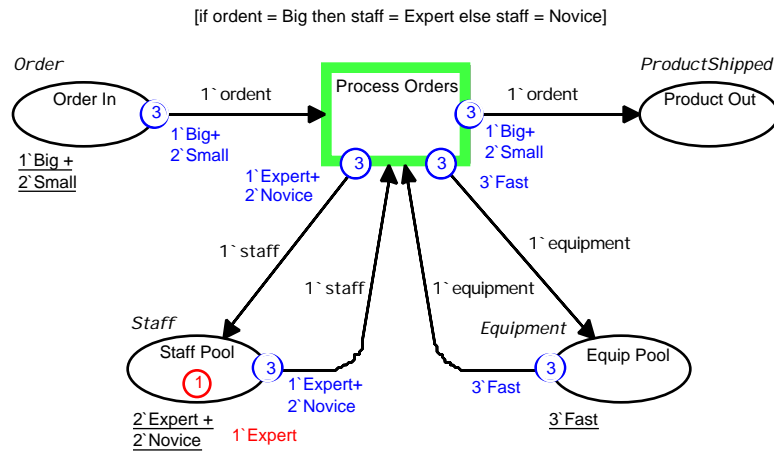 [if ordent = Big then staff = Expert else staff = Novice]
Order
ProductShipped
Order In
3
1`ordent
Process Orders
3
1`ordent
Product Out
1`Big+
2`Small
1`Big+
2`Small
1`Big +
2`Small
3
3
1`Expert+
2`Novice
3`Fast
1`staff
1`staff
1`equipment
1`equipment
Staff
Equipment
Staff Pool
3
1
1`Expert+
2`Novice
3`Fast
3
Equip Pool
2`Expert +
2`Novice
1`Expert
3`Fast